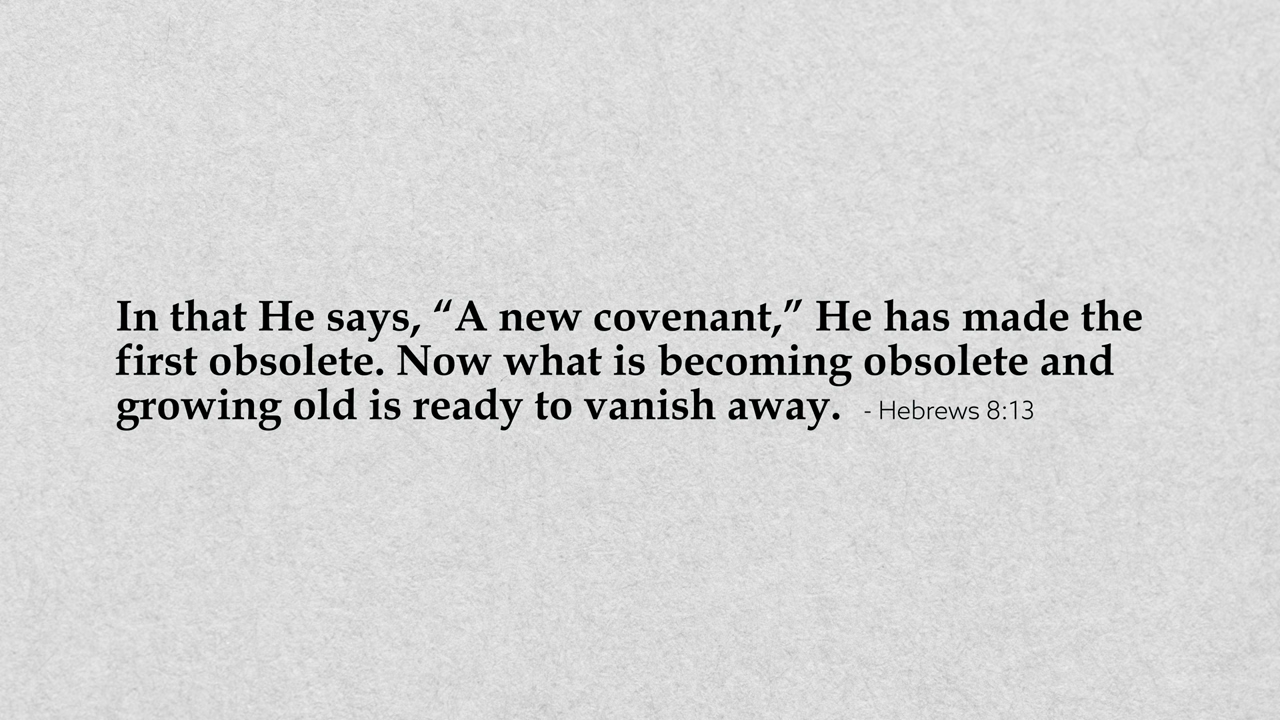 In that He says, “A new covenant,” He has made the
first obsolete. Now what is becoming obsolete and
growing old is ready to vanish away. - Hebrews 8:13